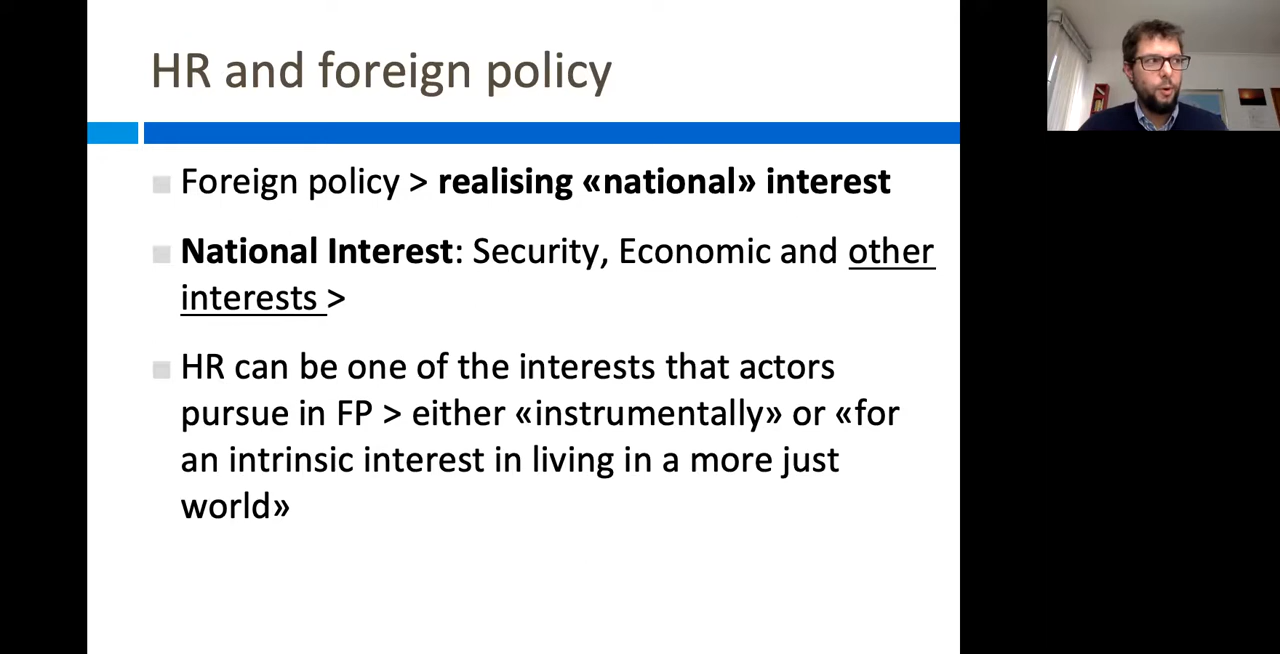 HR and foreign policy
Foreign policy > realising «national» interest
National Interest: Security, Economic and other
interests >
HR can be one of the interests that actors
pursue in FP > either «instrumentally» or «for
an intrinsic interest in living in a more just
world»